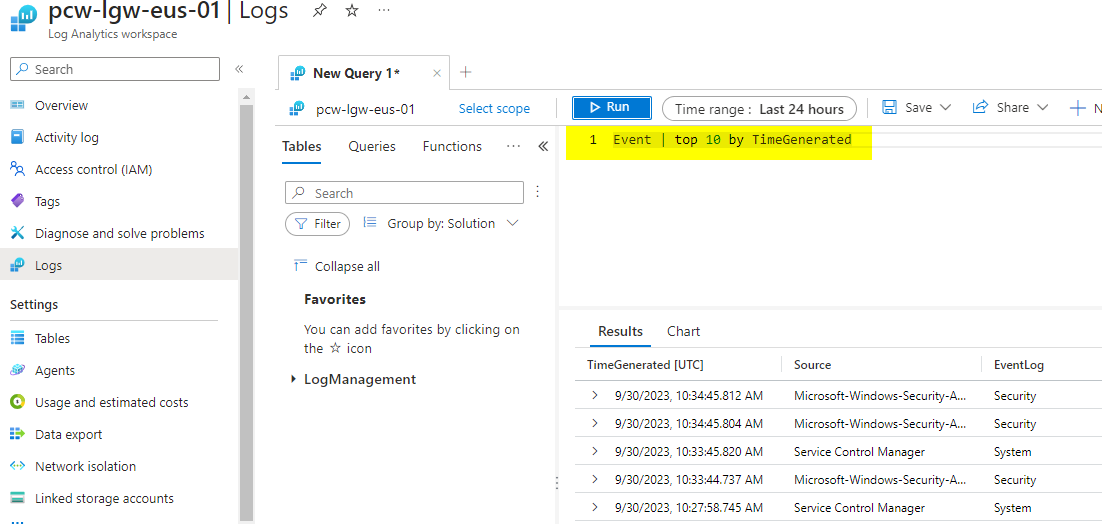 pcw-lgw-eus-01 | Logs
Log Analytics workspace
Search
Overview
Activity log
Access control (IAM)
Tags
Diagnose and solve problems
Logs
Settings
Tables
Agents
Usage and estimated costs
Data export
Network isolation
Linked storage accounts
New Query 1*
pcw-lgw-eus-01 Select scope
Run Time range : Last 24 hours Save Share N
Tables Queries Functions
Search
Filter Group by: Solution
Collapse all
Favorites
You can add favorites by clicking on
the ☆ icon
LogManagement
1 Event | top 10 by TimeGenerated
Results Chart
TimeGenerated [UTC] Source EventLog
9/30/2023, 10:34:45.812 AM Microsoft-Windows-Security-A... Security
9/30/2023, 10:34:45.804 AM Microsoft-Windows-Security-A... Security
9/30/2023, 10:33:45.820 AM Service Control Manager System
9/30/2023, 10:33:44.737 AM Microsoft-Windows-Security-A... Security
9/30/2023, 10:27:58.745 AM Service Control Manager System